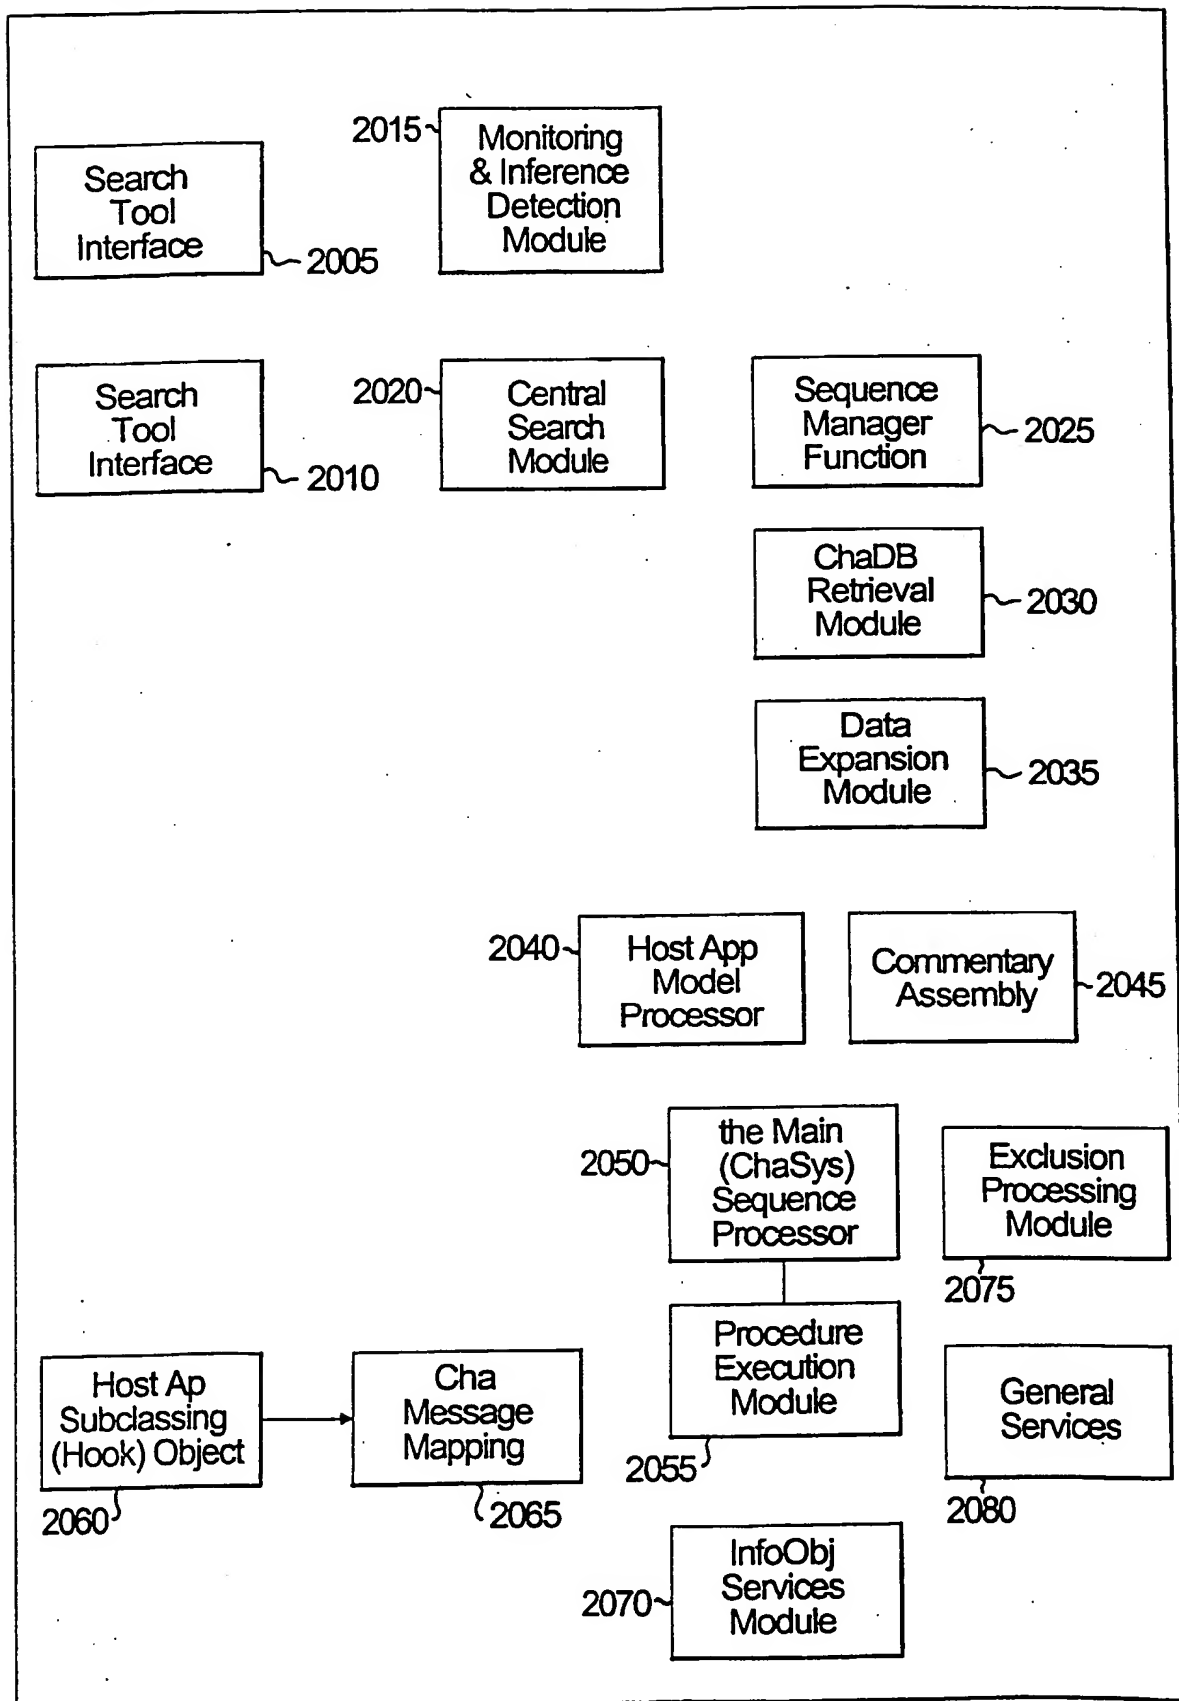 2015
Monitoring
& Inference
Detection
Module
Search
Tool
Interface
2005
Search
Tool
Interface
2010
2020
Central
Search
Module
Sequence
Manager
Function
2025
ChaDB
Retrieval
Module
2030
Data
Expansion
Module
2035
2040
Host App
Model
Processor
Commentary
Assembly
2045
2050
the Main
(ChaSys)
Sequence
Processor
Exclusion
Processing
Module
2075
Procedure
Execution
Module
2055
Host Ap
Subclassing
(Hook) Object
2060
Cha
Message
Mapping
2065
General
Services
2080
2070
InfoObj
Services
Module